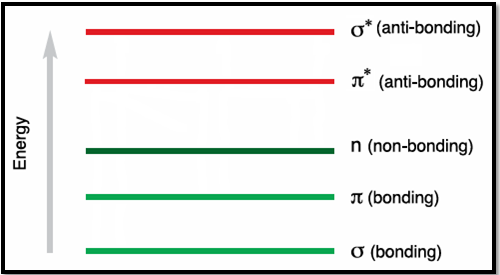 σ* (anti-bonding)
π* (anti-bonding)
n (non-bonding)
π (bonding)
σ (bonding)
Energy